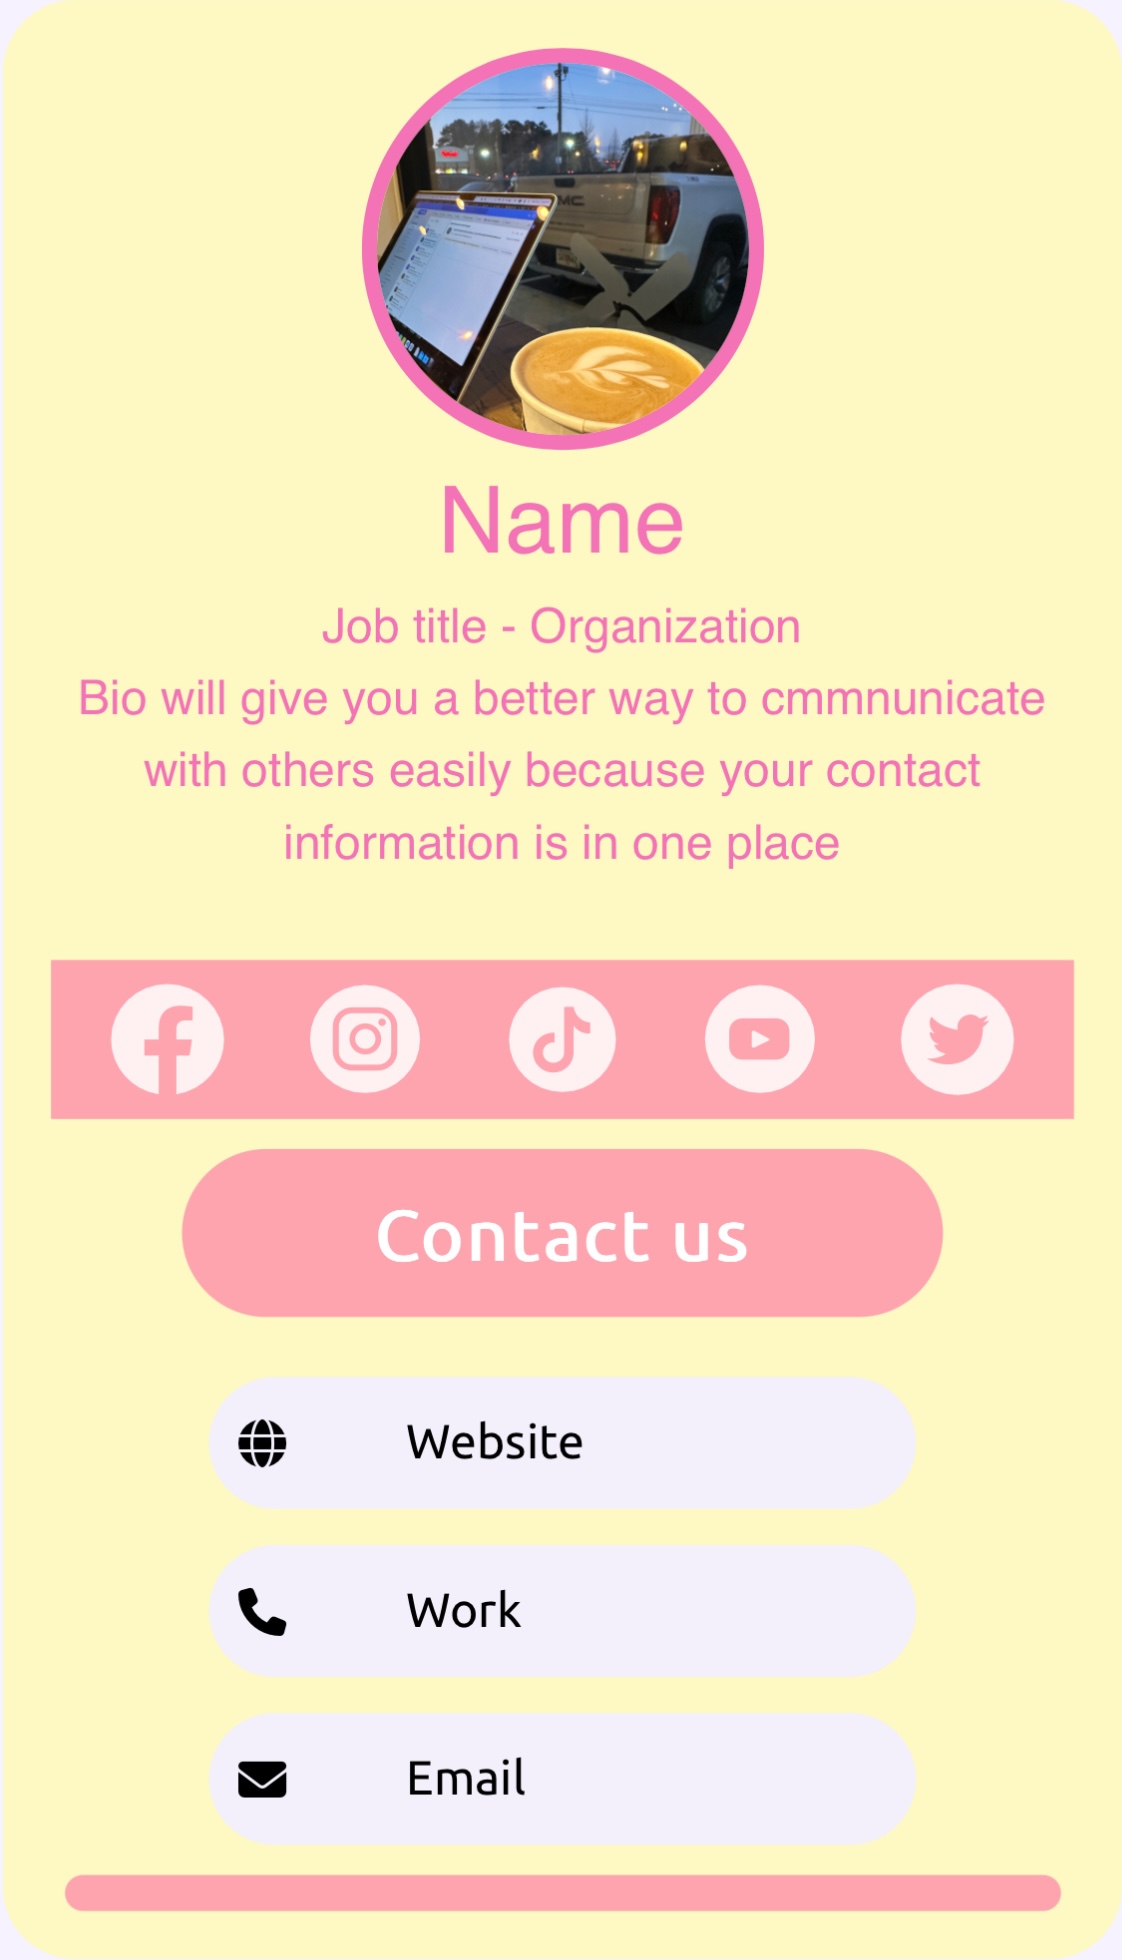 MC
Name
Job title - Organization
Bio will give you a better way to cmmnunicate
with others easily because your contact
information is in one place
Contact us
Website
Work
Email